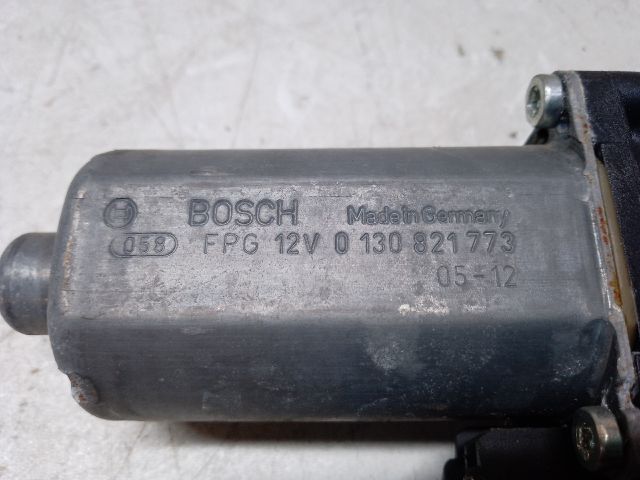 BOSCH Made in Germany
058 FPG 12V 0 130 821 773
05-12